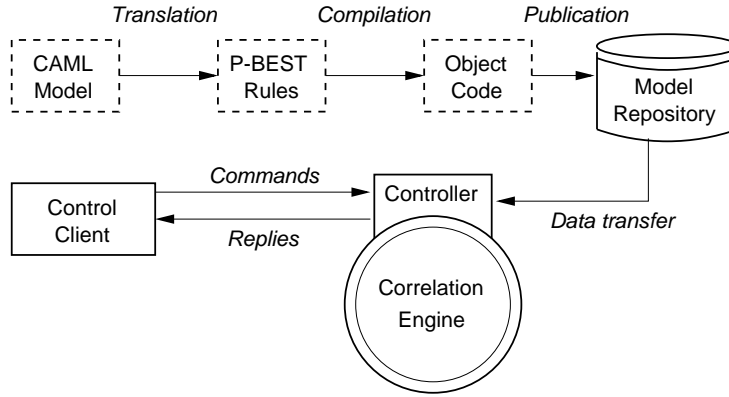 Translation
Compilation
Publication
CAML
Model
P-BEST
Rules
Object
Code
Model
Repository
Commands
Controller
Control
Client
Replies
Data transfer
Correlation
Engine